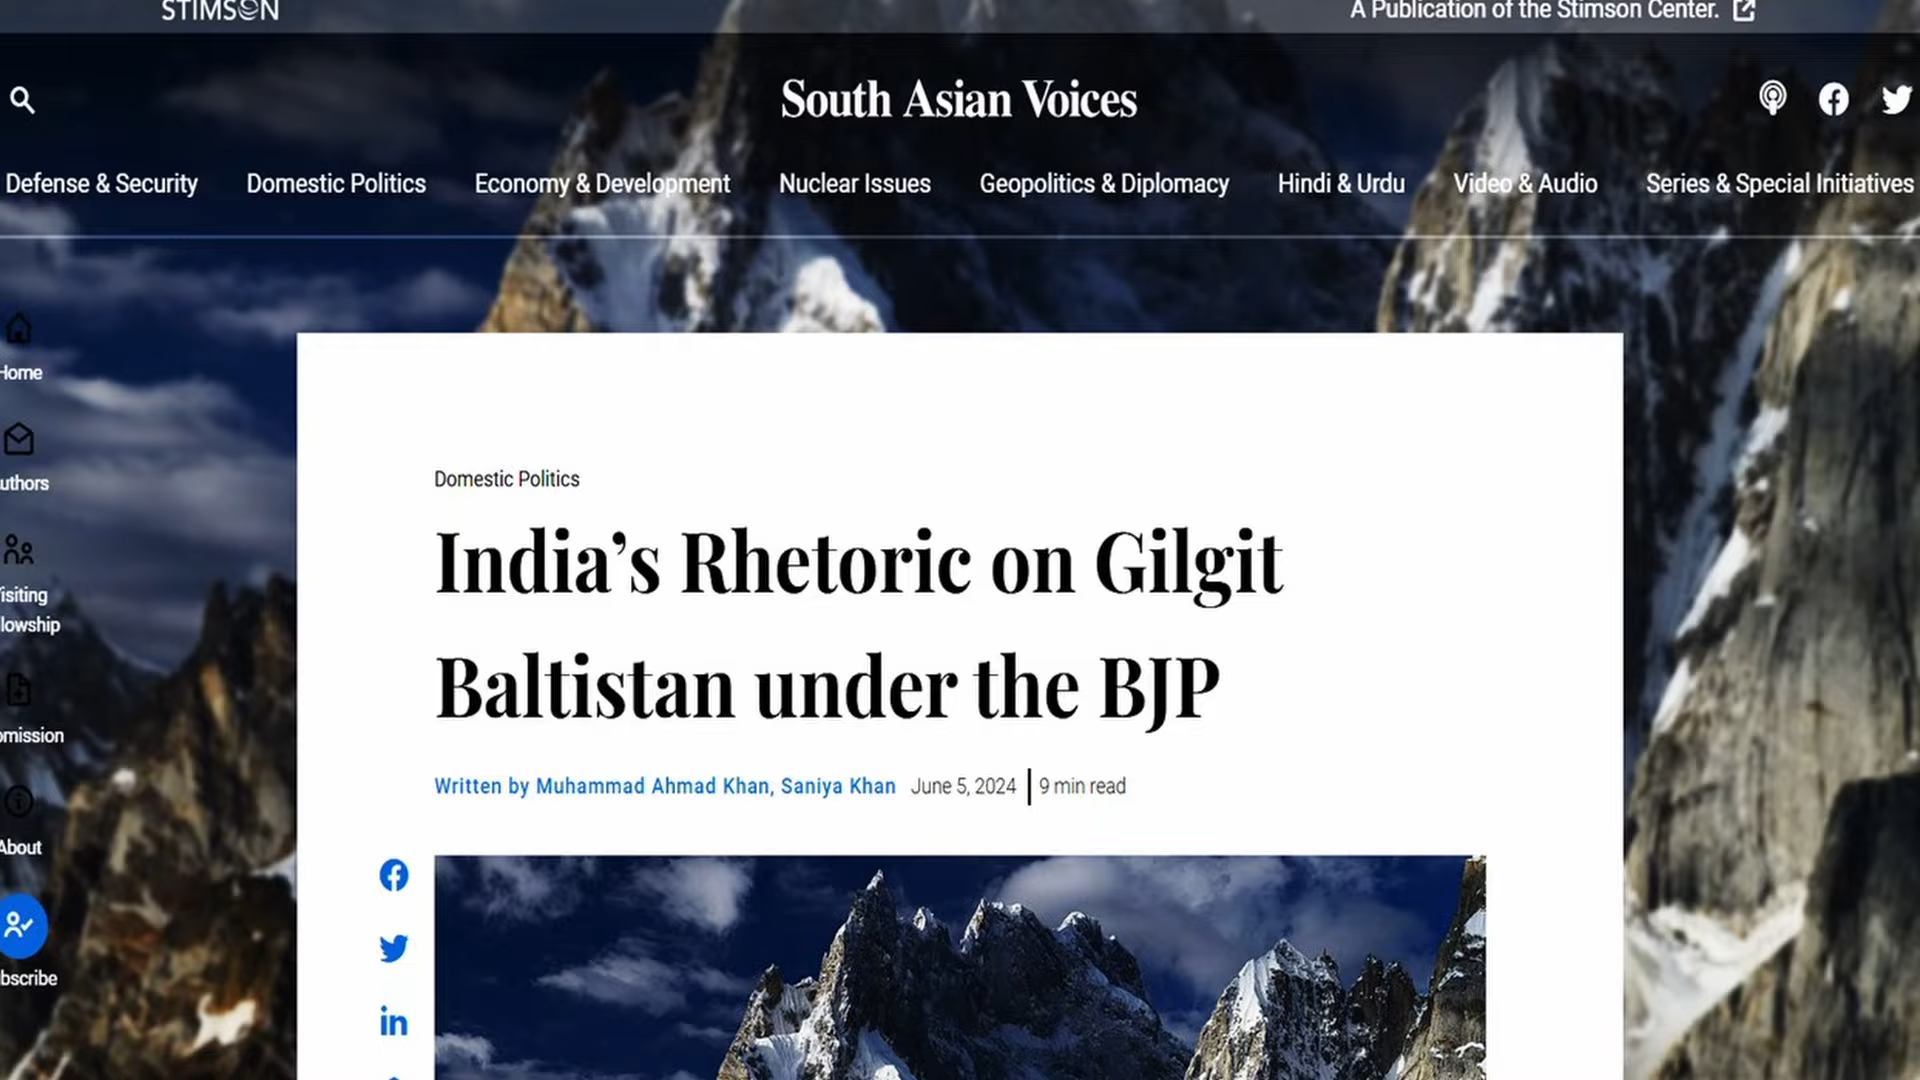 STIMSON
A Publication of the Stimson Center.
South Asian Voices
Defense & Security Domestic Politics Economy & Development Nuclear Issues Geopolitics & Diplomacy Hindi & Urdu Video & Audio Series & Special Initiatives
Home
uthors
isiting
lowship
mission
About
bscribe
Domestic Politics
India’s Rhetoric on Gilgit
Baltistan under the BJP
Written by Muhammad Ahmad Khan, Saniya Khan June 5, 2024 | 9 min read